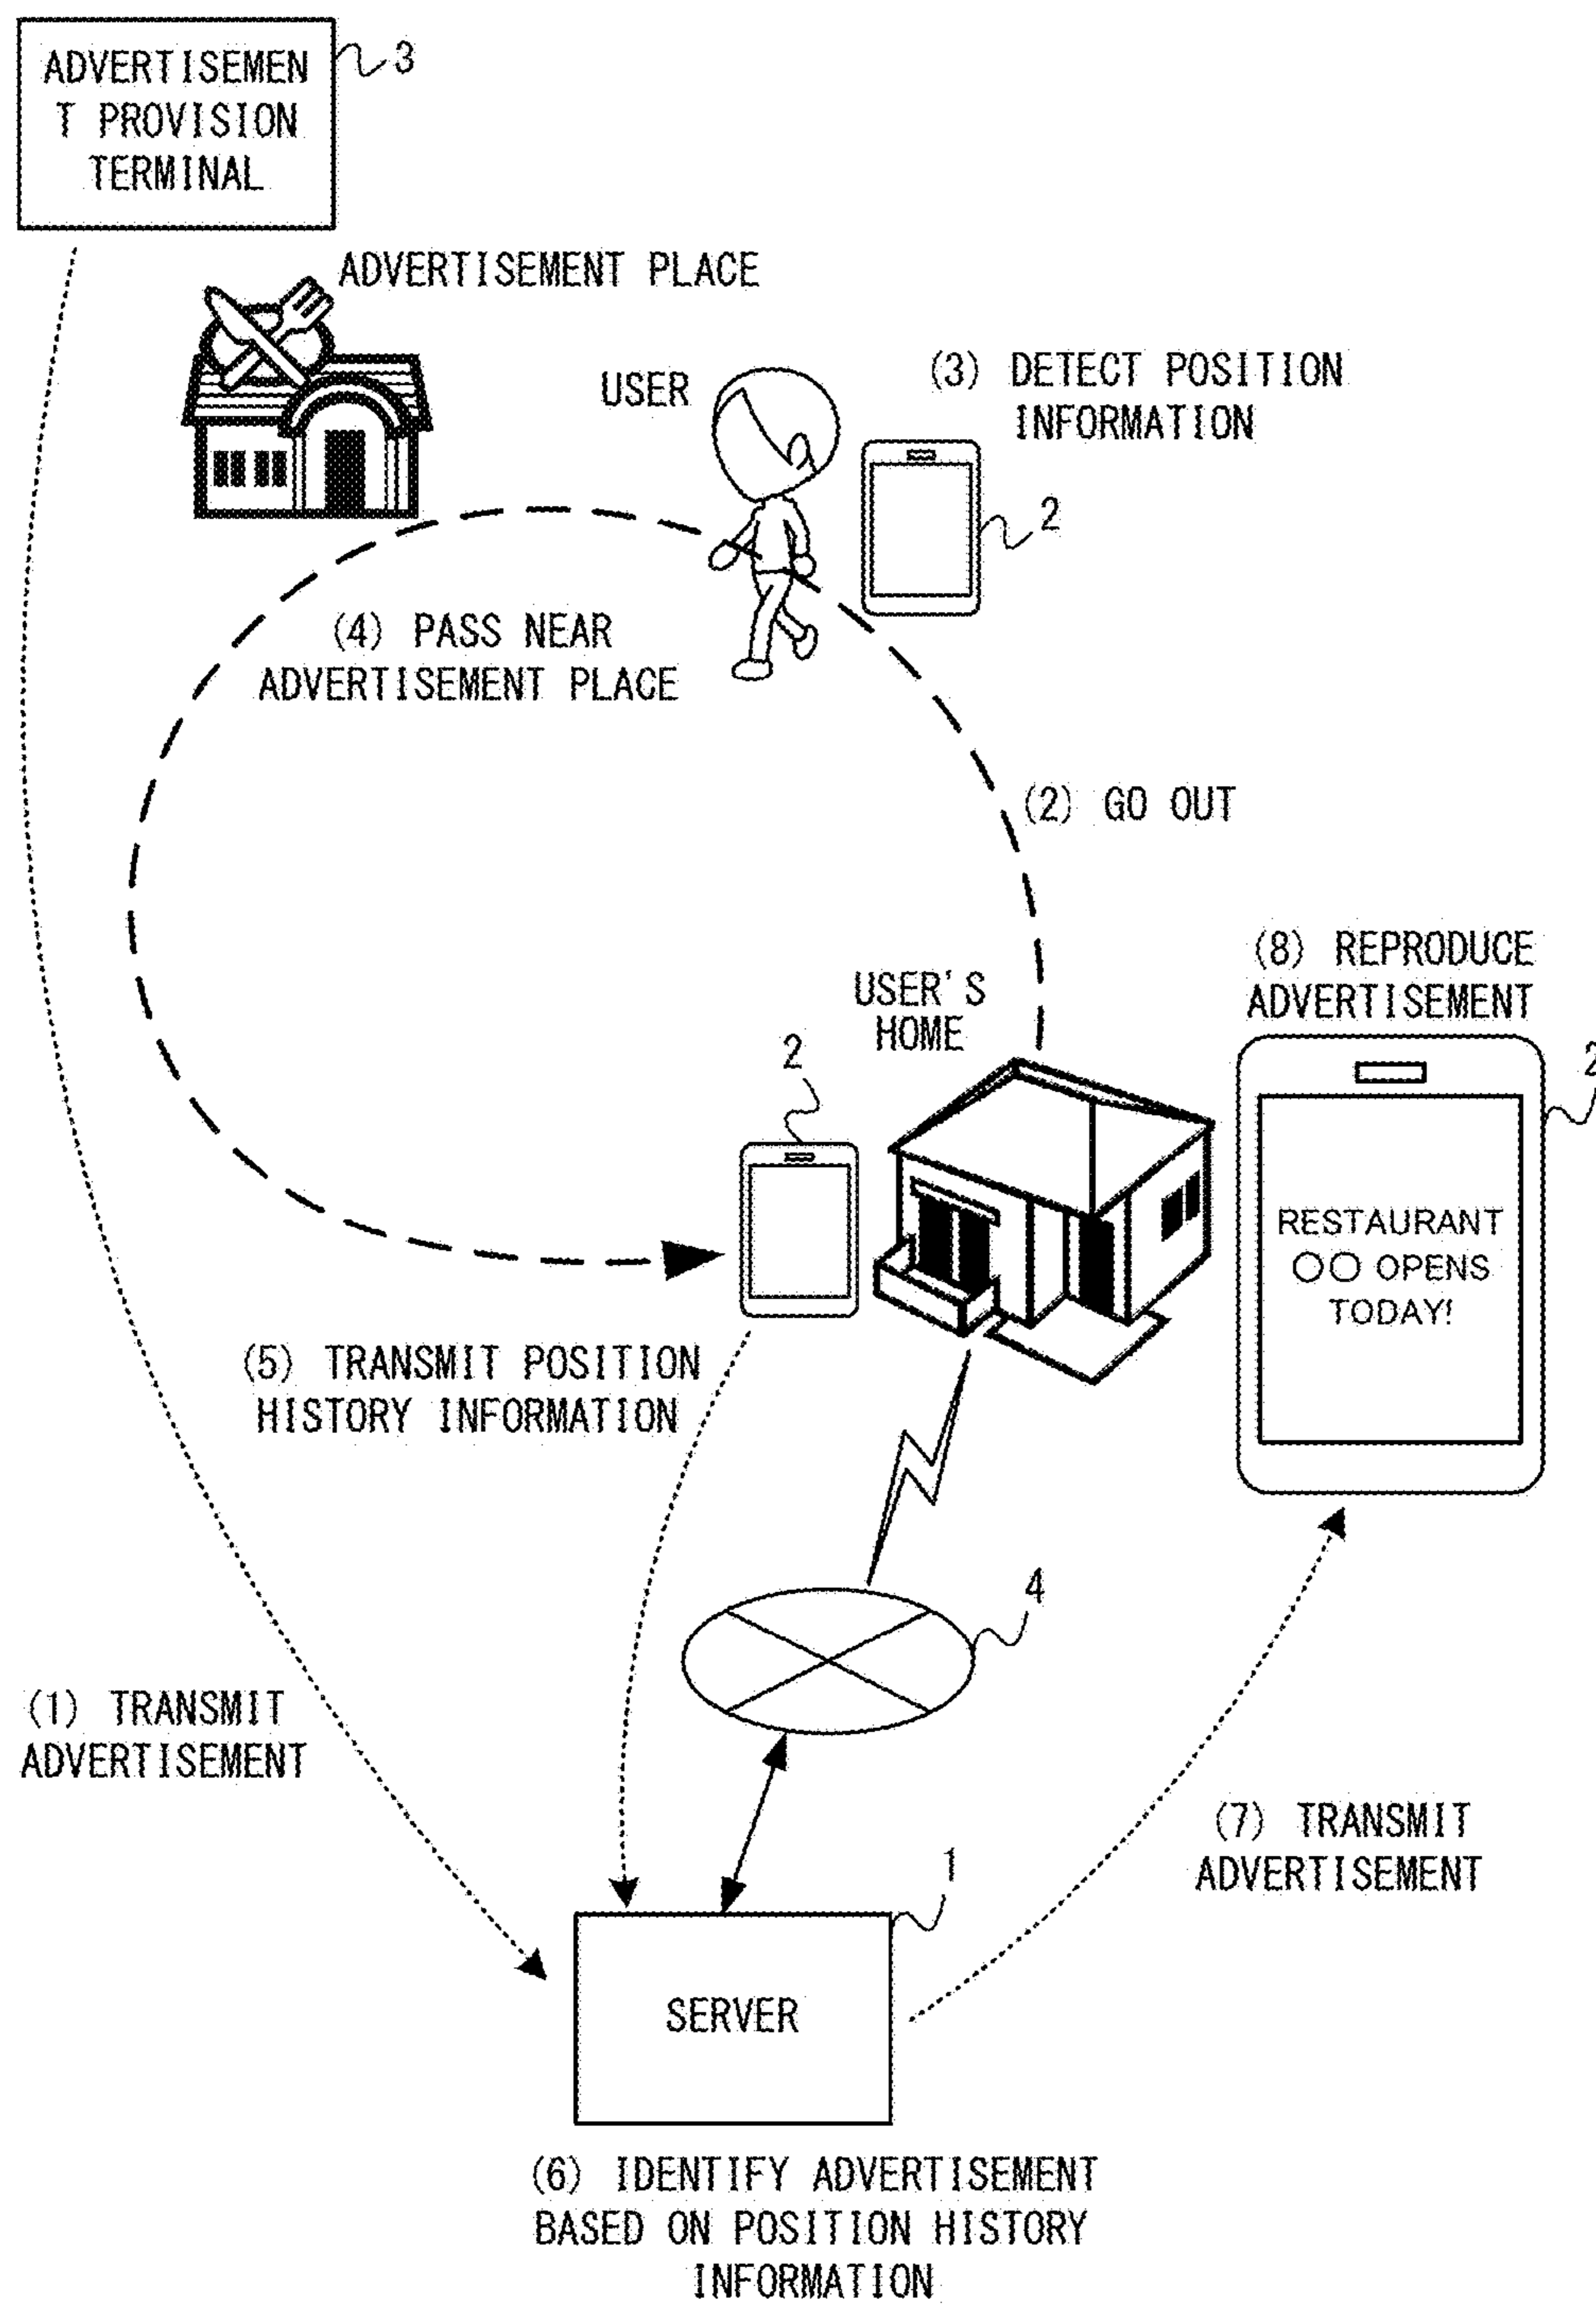 ADVERTISEMEN
T PROVISION
TERMINAL
3
ADVERTISEMENT PLACE
USER
(3) DETECT POSITION
INFORMATION
2
(4) PASS NEAR
ADVERTISEMENT PLACE
(2) GO OUT
(8) REPRODUCE
ADVERTISEMENT
USER'S
HOME
2
2
RESTAURANT
○○ OPENS
TODAY!
(5) TRANSMIT POSITION
HISTORY INFORMATION
4
(1) TRANSMIT
ADVERTISEMENT
(7) TRANSMIT
ADVERTISEMENT
1
SERVER
(6) IDENTIFY ADVERTISEMENT
BASED ON POSITION HISTORY
INFORMATION